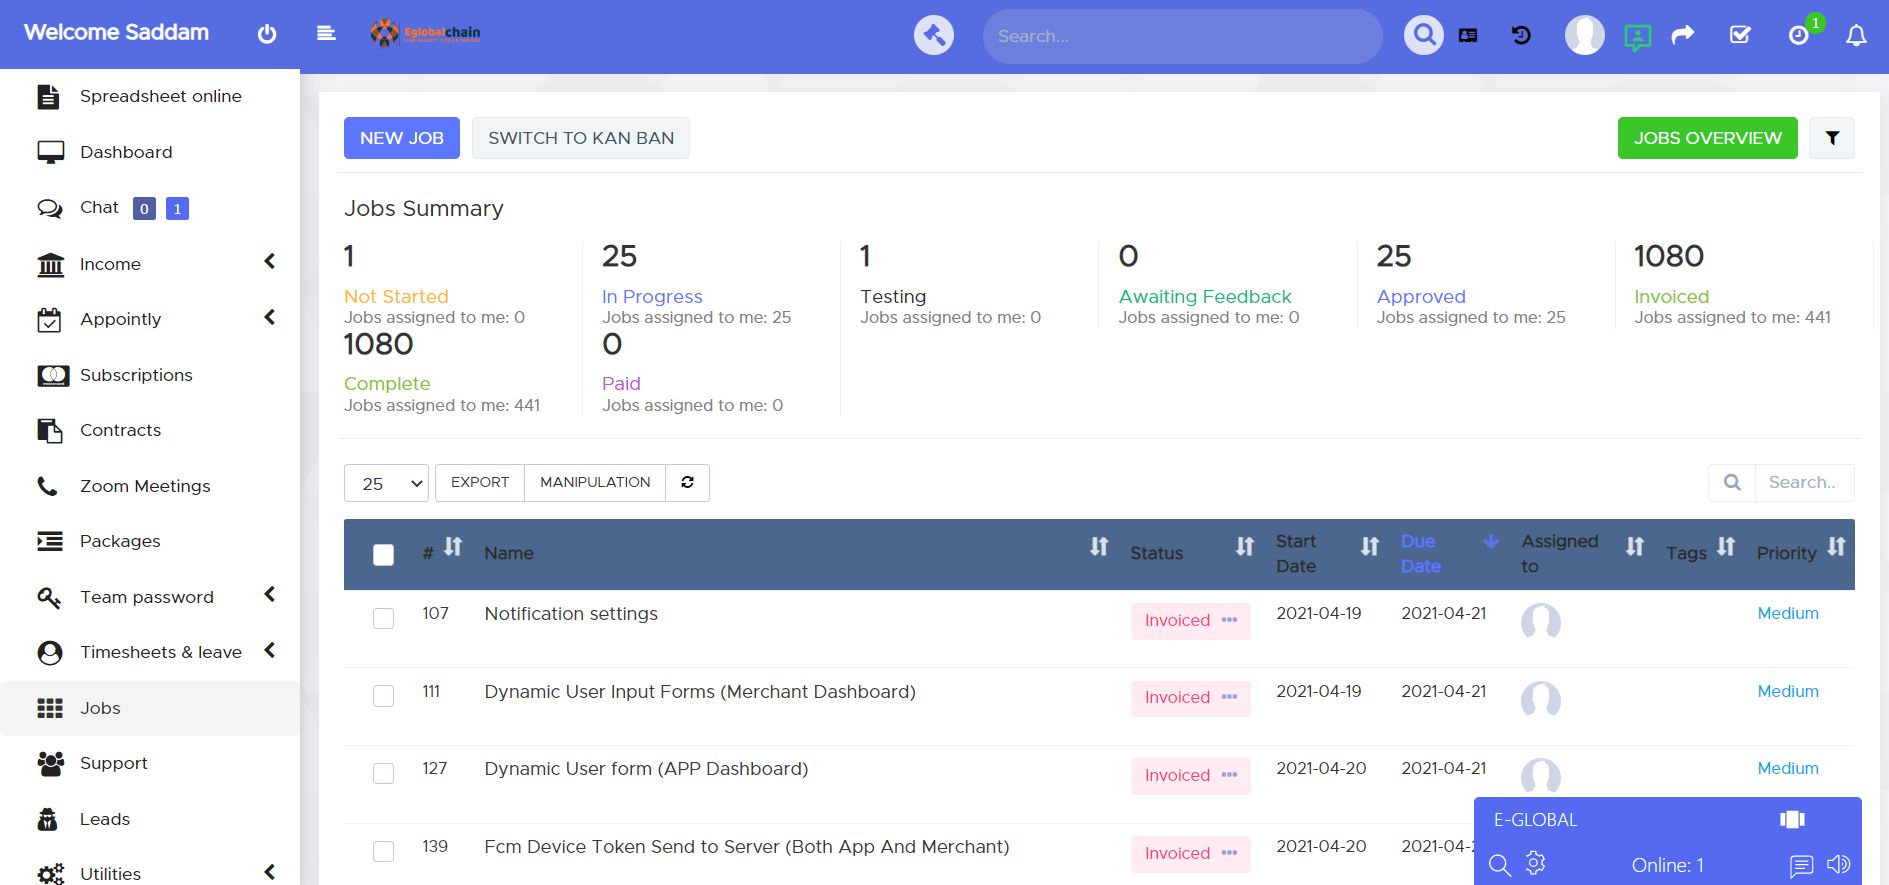 Welcome Saddam
Eglobalchain
Search...
1
Spreadsheet online
Dashboard
Chat 0 1
Income
Appointly
Subscriptions
Contracts
Zoom Meetings
Packages
Team password
Timesheets & leave
Jobs
Support
Leads
Utilities
NEW JOB
SWITCH TO KAN BAN
JOBS OVERVIEW
Jobs Summary
1
Not Started
Jobs assigned to me: 0
25
In Progress
Jobs assigned to me: 25
1
Testing
Jobs assigned to me: 0
0
Awaiting Feedback
Jobs assigned to me: 0
25
Approved
Jobs assigned to me: 25
1080
Invoiced
Jobs assigned to me: 441
1080
Complete
Jobs assigned to me: 441
0
Paid
Jobs assigned to me: 0
25 EXPORT MANIPULATION
Search..
# Name Status Start Date Due Date Assigned to Tags Priority
107 Notification settings Invoiced 2021-04-19 2021-04-21 Medium
111 Dynamic User Input Forms (Merchant Dashboard) Invoiced 2021-04-19 2021-04-21 Medium
127 Dynamic User form (APP Dashboard) Invoiced 2021-04-20 2021-04-21 Medium
139 Fcm Device Token Send to Server (Both App And Merchant) Invoiced 2021-04-20
E-GLOBAL
Online: 1